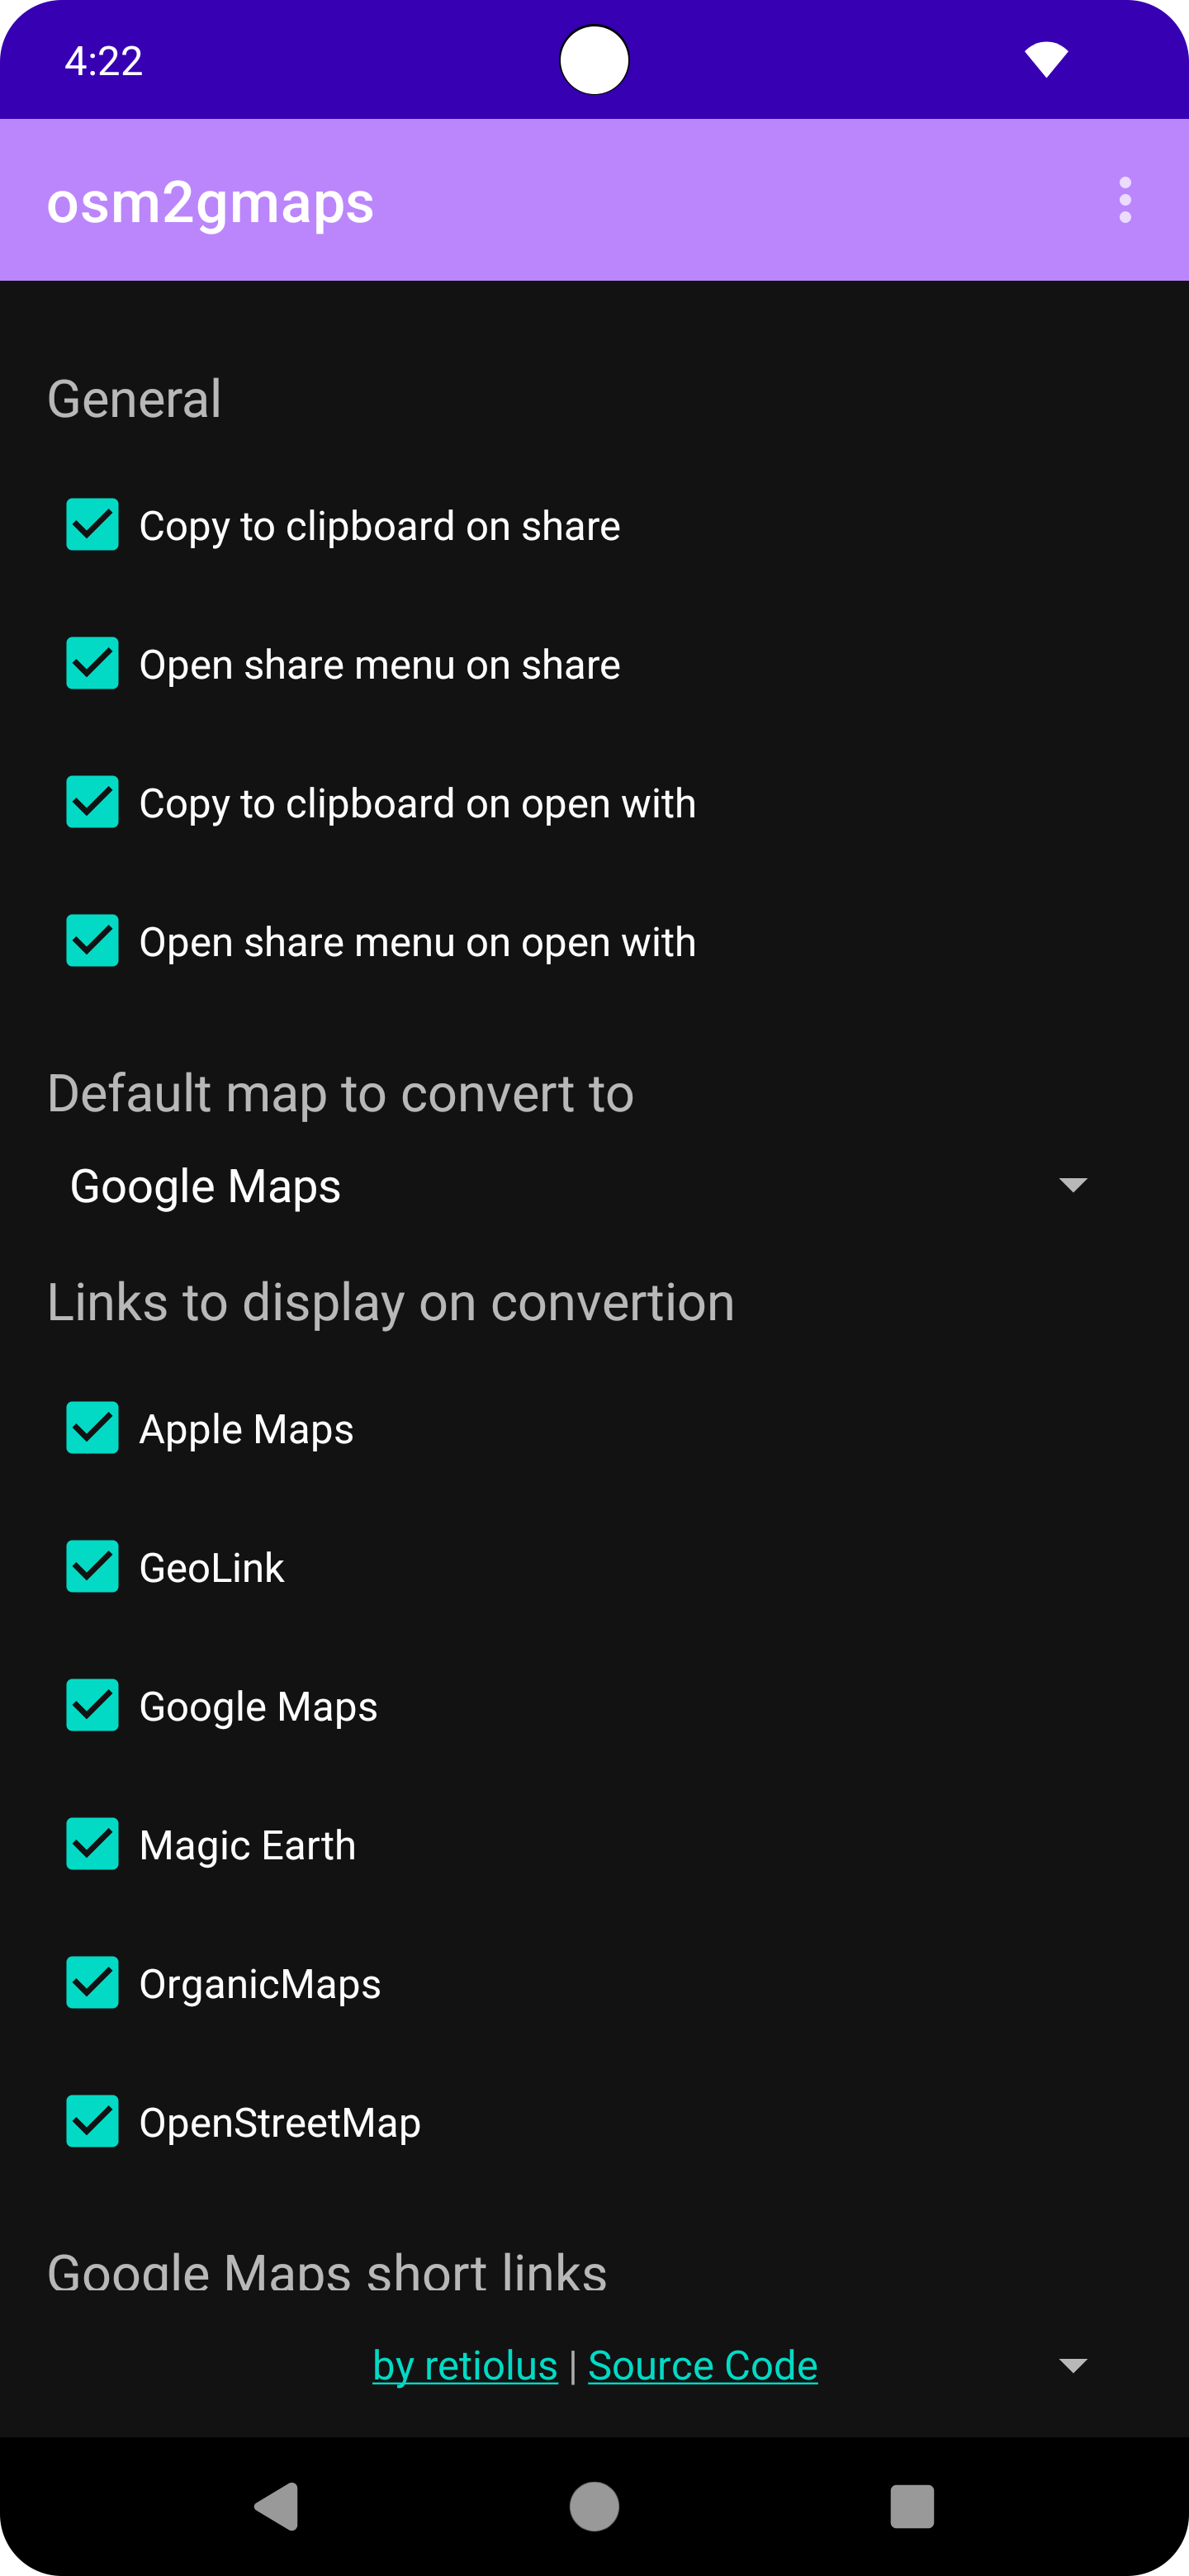 4:22
osm2gmaps
General
Copy to clipboard on share
Open share menu on share
Copy to clipboard on open with
Open share menu on open with
Default map to convert to
Google Maps
Links to display on convertion
Apple Maps
GeoLink
Google Maps
Magic Earth
OrganicMaps
OpenStreetMap
Google Maps short links
by retiolus | Source Code